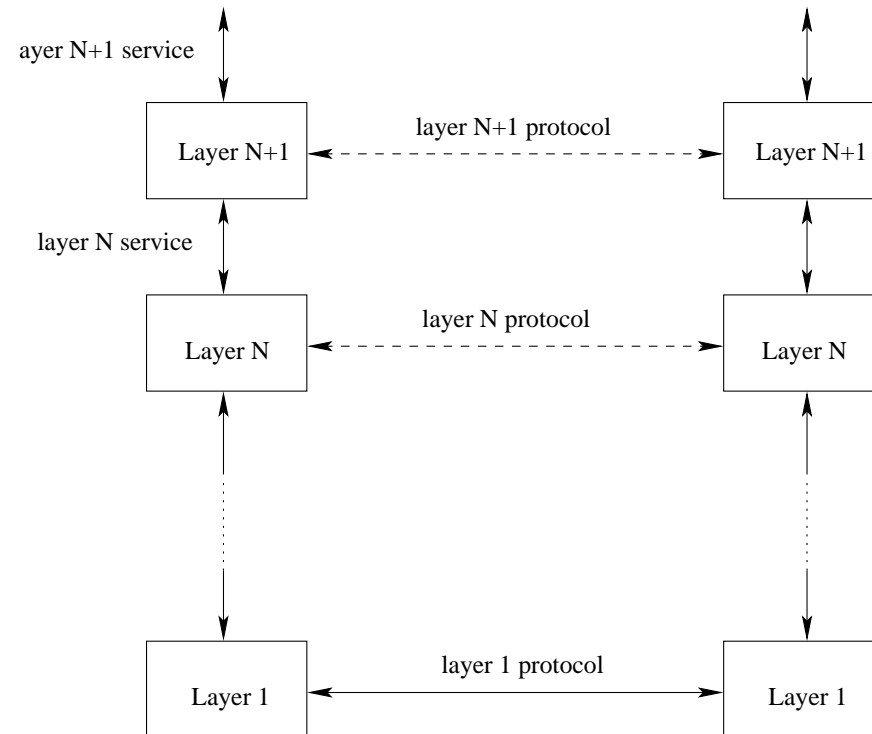 ayer N+1 service
layer N+1 protocol
Layer N+1
Layer N+1
layer N service
layer N protocol
Layer N
Layer N
layer 1 protocol
Layer 1
Layer 1